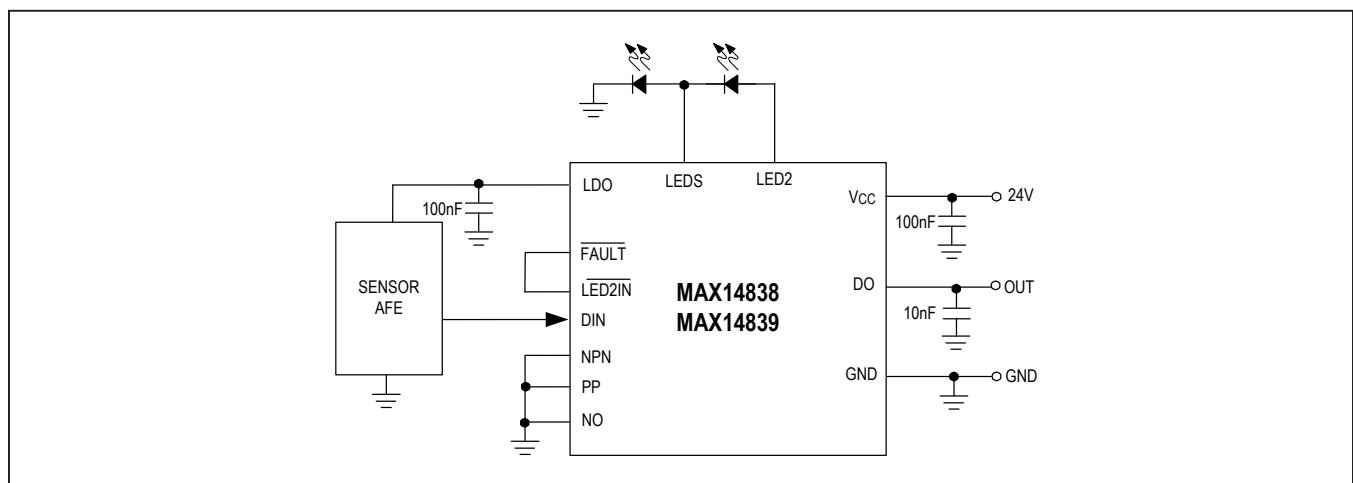 LEDS
LED2
LDO
VCC
24V
100nF
100nF
FAULT
SENSOR
AFE
LED2IN
MAX14838
MAX14839
DO
OUT
10nF
DIN
NPN
GND
GND
PP
NO